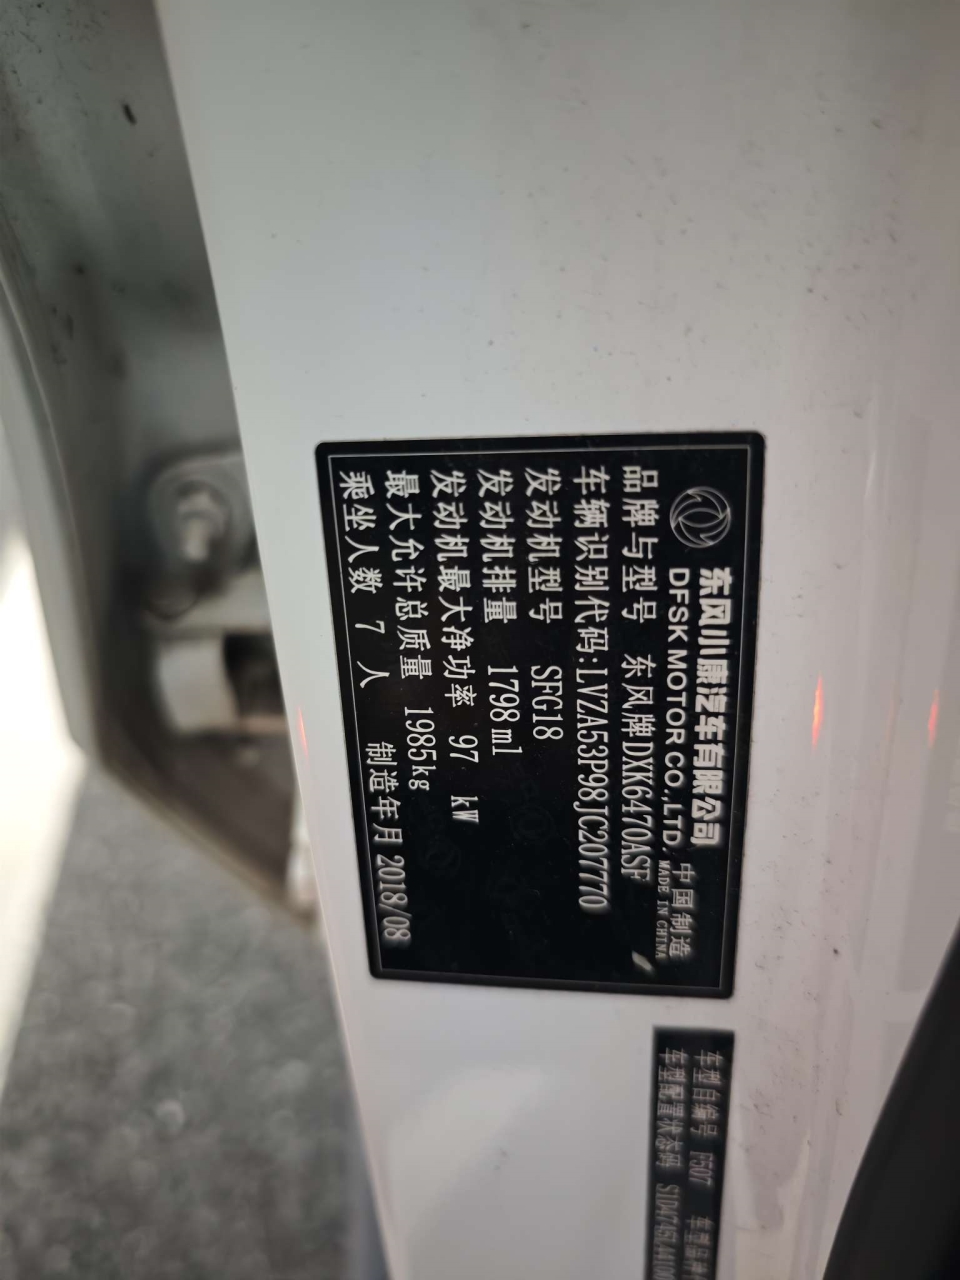 东风小康汽车有限公司
DFSK MOTOR CO.,LTD.
中国制造
MADE IN CHINA
品牌与型号 东风牌DXK6470ASF
车辆识别代码:LVZA53P98JC207770
发动机型号 SFG18
发动机排量 1798ml
发动机最大净功率 97 kW
最大允许总质量 1985kg
乘坐人数 7 人 制造年月 2018/08
车型自编号 F507 车型
车型配置状态码